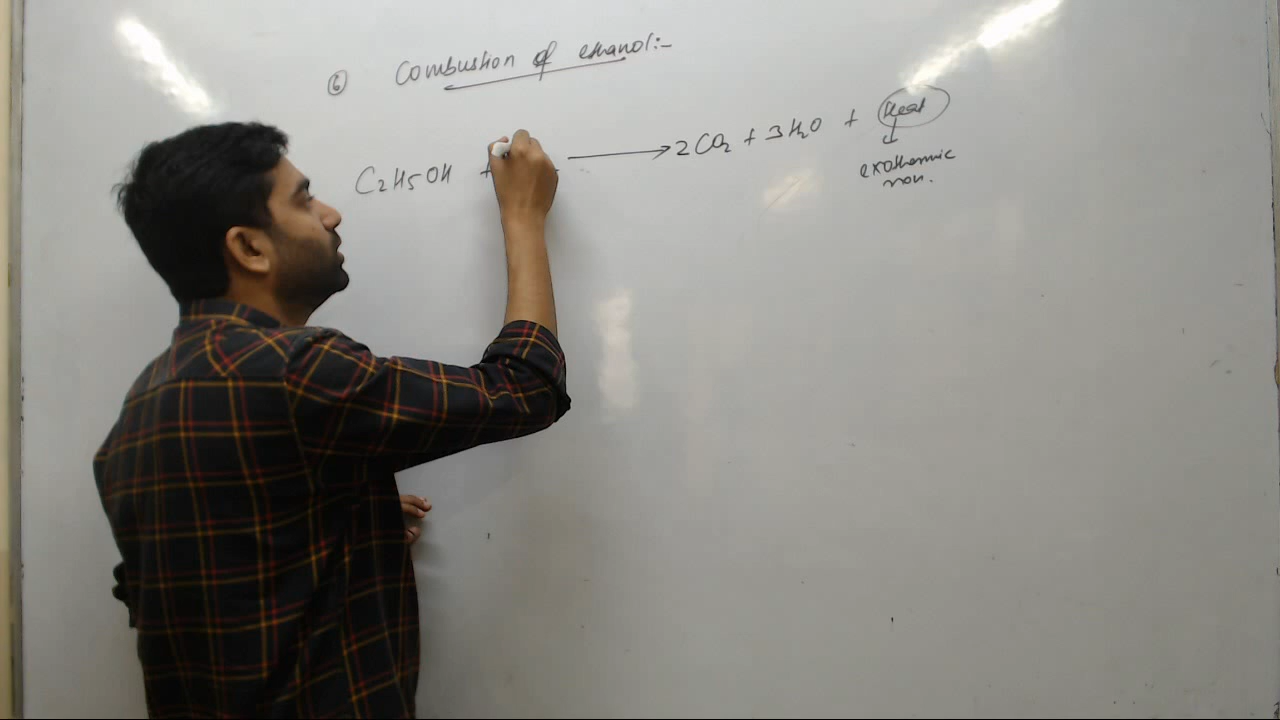 ⑥ Combustion of ethanol:-
C2H5OH + → 2CO2 + 3H2O + Heat
exothermic
rxn.